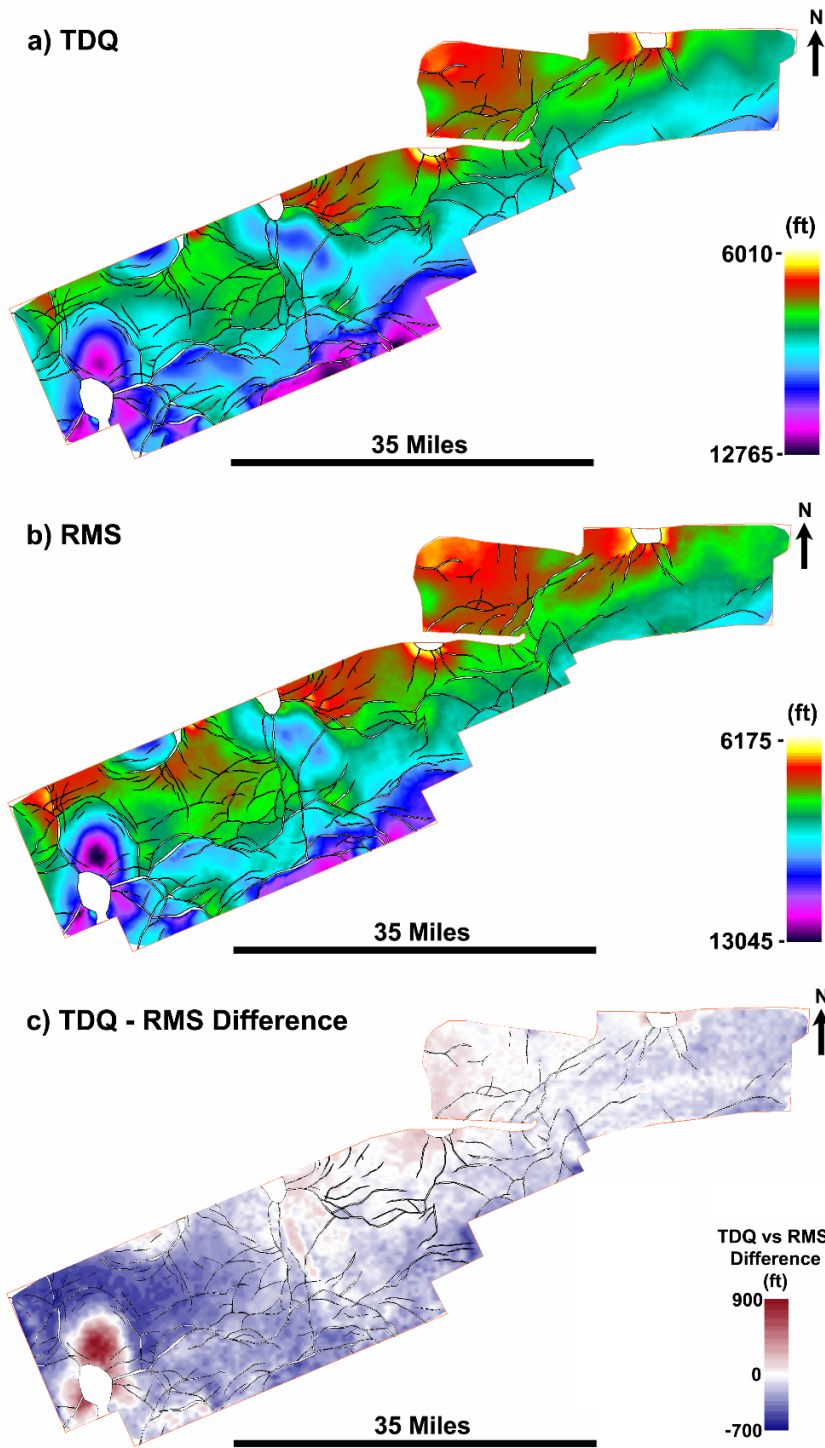 a) TDQ
N
(ft)
6010
12765
35 Miles
b) RMS
N
(ft)
6175
13045
35 Miles
c) TDQ - RMS Difference
N
TDQ vs RMS
Difference
(ft)
900
0
-700
35 Miles